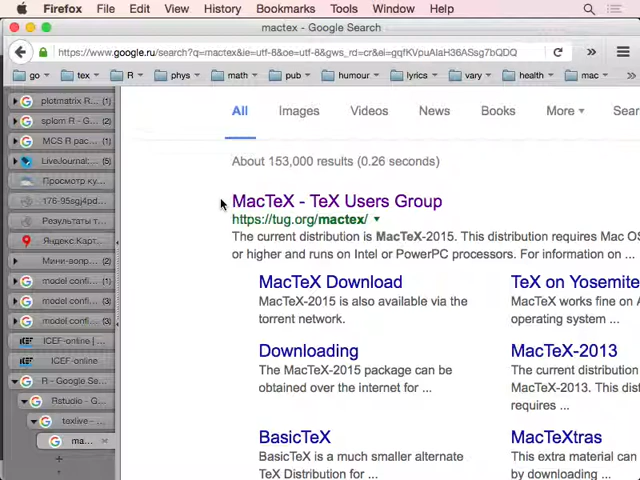 Firefox File Edit View History Bookmarks Tools Window Help
mactex - Google Search
https://www.google.ru/search?q=mactex&ie=utf-8&oe=utf-8&gws_rd=cr&ei=gqfKVpuAIaH36ASsg7bQDQ
go tex R phys math pub humour lyrics vary health mac
plotmatrix R... (1)
splom R - G... (2)
MCS R pac... (1)
LiveJournal:... (5)
Просмотр ку...
176-95sgd_v...
Результаты т...
Яндекс.Карт...
Мини-вопр... (2)
model confi... (1)
model confi... (3)
model confi... (3)
ICEF-online | ...
ICEF-online
R - Google Se...
Rstudio - G...
texlive - G...
ma...
All Images Videos News Books More Sear
About 153,000 results (0.26 seconds)
MacTeX - TeX Users Group
https://tug.org/mactex/
The current distribution is MacTeX-2015. This distribution requires Mac OS
or higher and runs on Intel or PowerPC processors. For information on ...
MacTeX Download
MacTeX-2015 is also available via the
torrent network.
TeX on Yosemite
MacTeX works fine on
operating system ...
Downloading
The MacTeX-2015 package can be
obtained over the internet for ...
MacTeX-2013
MacTeX-2013. This dist
requires ...
BasicTeX
BasicTeX is a much smaller alternate
TeX Distribution for ...
MacTeXtras
This extra material can
by downloading ...